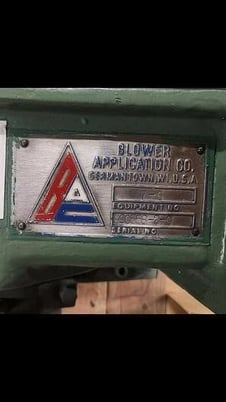 BLOWER
APPLICATION CO.
GERMANTOWN, WI. U.S.A.
EQUIPMENT NO.
SERIAL NO.